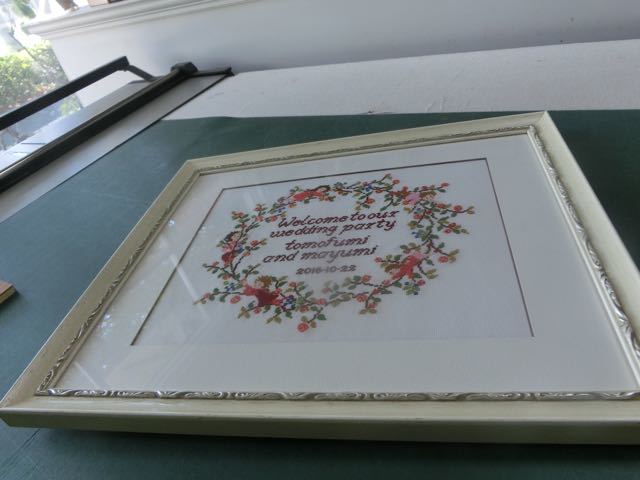 Welcome to our
wedding party
tomofumi
and mayumi
2016-10-22